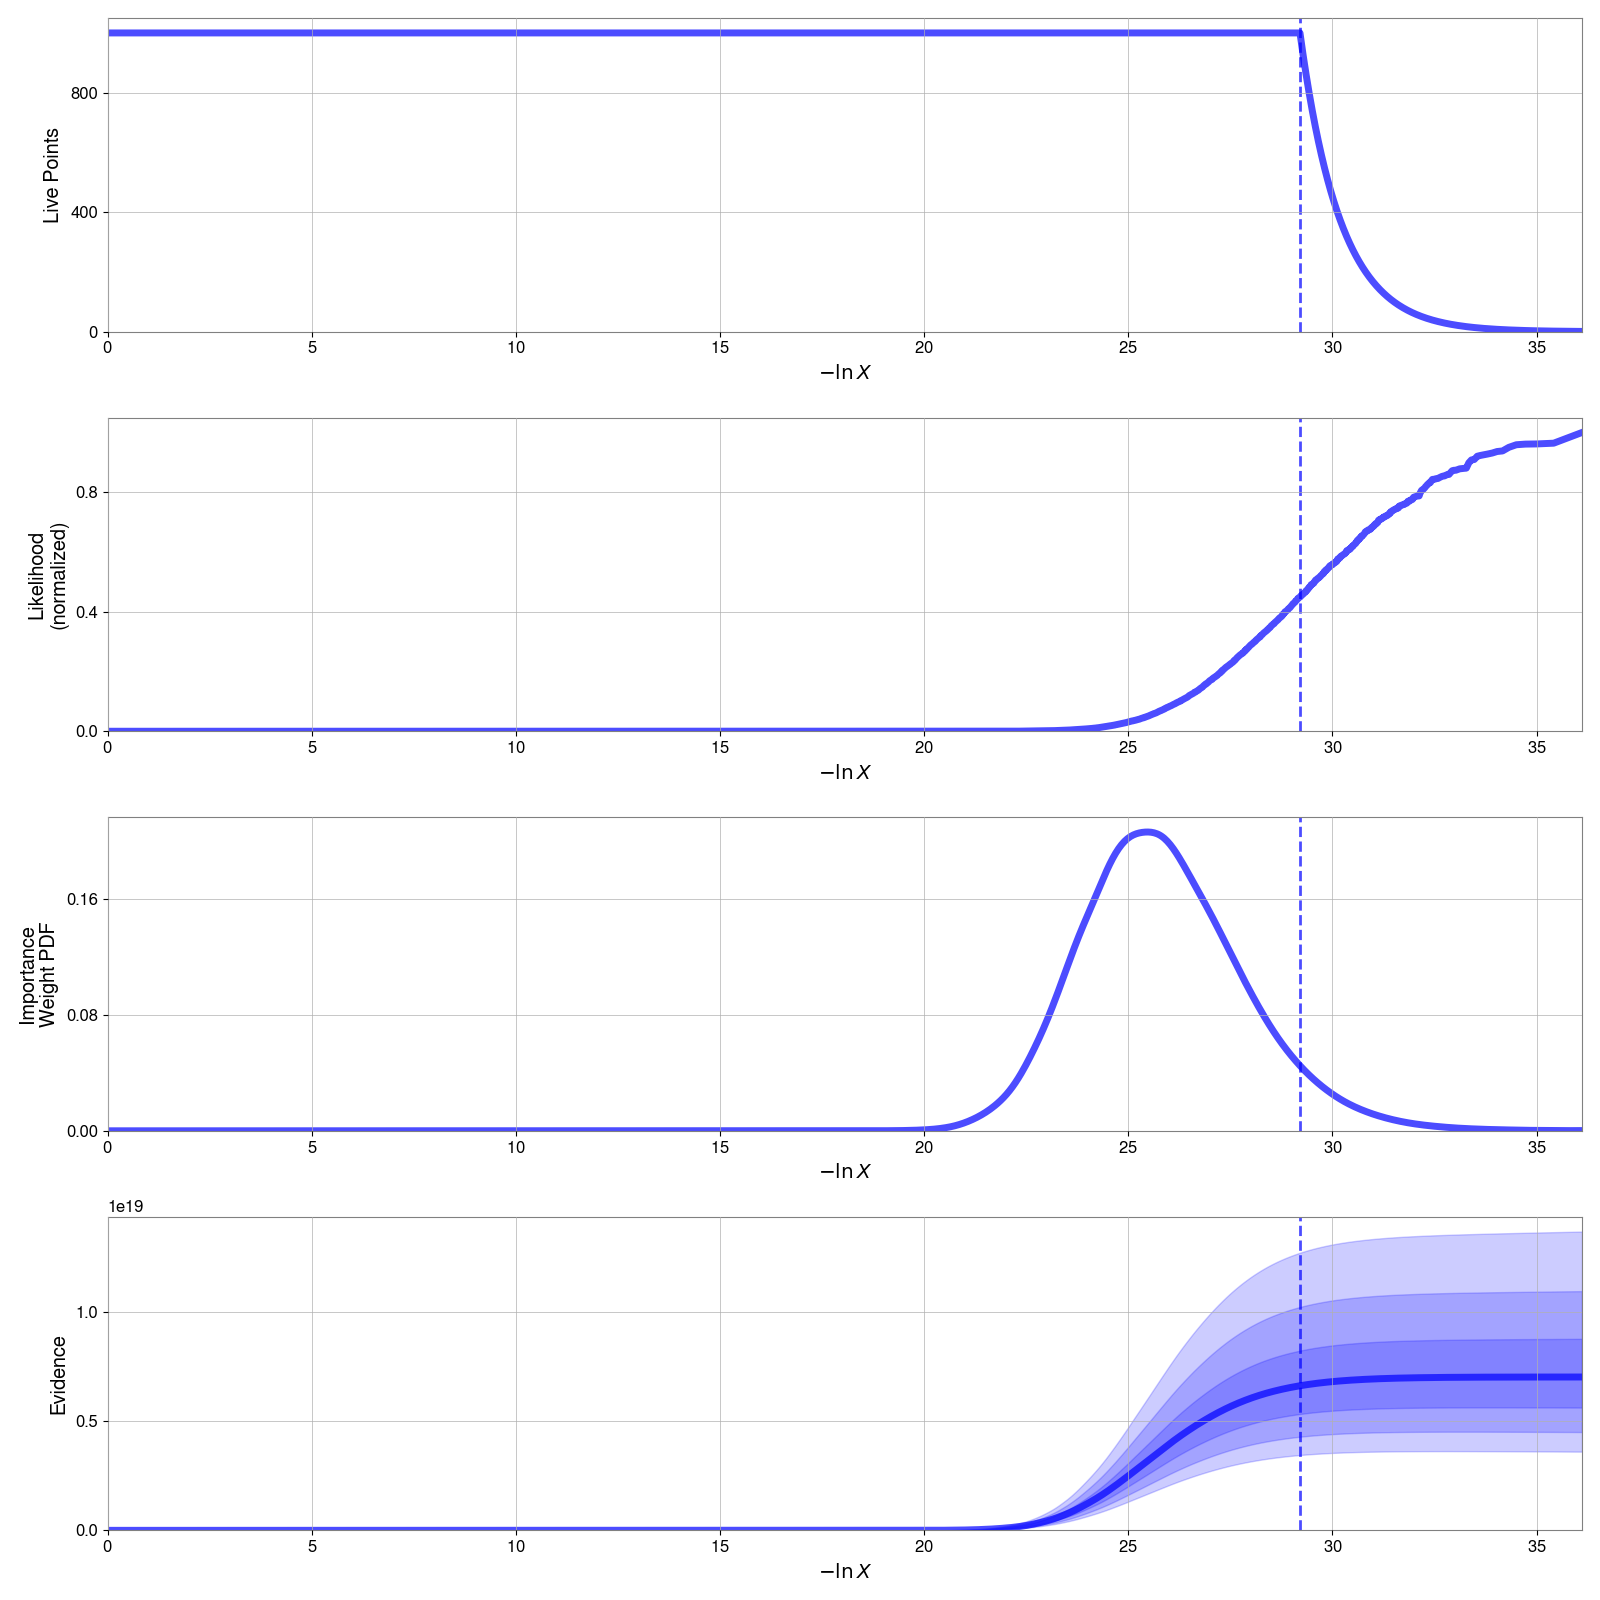 800
400
0
Live Points
0 5 10 15 20 25 30 35
−ln X
0.8
0.4
0.0
Likelihood
(normalized)
0 5 10 15 20 25 30 35
−ln X
0.16
0.08
0.00
Importance
Weight PDF
0 5 10 15 20 25 30 35
−ln X
1e19
1.0
0.5
0.0
Evidence
0 5 10 15 20 25 30 35
−ln X